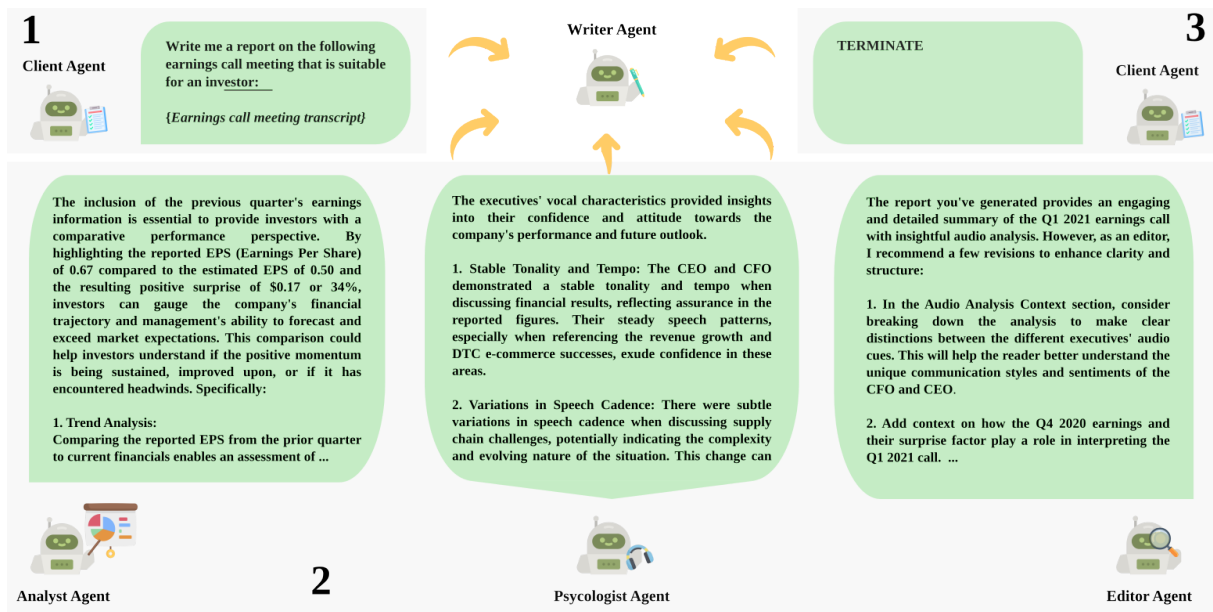 1
Client Agent
Write me a report on the following
earnings call meeting that is suitable
for an investor:
{Earnings call meeting transcript}
Writer Agent
TERMINATE
3
Client Agent
The inclusion of the previous quarter's earnings
information is essential to provide investors with a
comparative performance perspective. By
highlighting the reported EPS (Earnings Per Share)
of 0.67 compared to the estimated EPS of 0.50 and
the resulting positive surprise of $0.17 or 34%,
investors can gauge the company's financial
trajectory and management's ability to forecast and
exceed market expectations. This comparison could
help investors understand if the positive momentum
is being sustained, improved upon, or if it has
encountered headwinds. Specifically:
1. Trend Analysis:
Comparing the reported EPS from the prior quarter
to current financials enables an assessment of ...
Analyst Agent
2
The executives' vocal characteristics provided insights
into their confidence and attitude towards the
company's performance and future outlook.
1. Stable Tonality and Tempo: The CEO and CFO
demonstrated a stable tonality and tempo when
discussing financial results, reflecting assurance in the
reported figures. Their steady speech patterns,
especially when referencing the revenue growth and
DTC e-commerce successes, exude confidence in these
areas.
2. Variations in Speech Cadence: There were subtle
variations in speech cadence when discussing supply
chain challenges, potentially indicating the complexity
and evolving nature of the situation. This change can
Psycologist Agent
The report you've generated provides an engaging
and detailed summary of the Q1 2021 earnings call
with insightful audio analysis. However, as an editor,
I recommend a few revisions to enhance clarity and
structure:
1. In the Audio Analysis Context section, consider
breaking down the analysis to make clear
distinctions between the different executives' audio
cues. This will help the reader better understand the
unique communication styles and sentiments of the
CFO and CEO.
2. Add context on how the Q4 2020 earnings and
their surprise factor play a role in interpreting the
Q1 2021 call. ...
Editor Agent